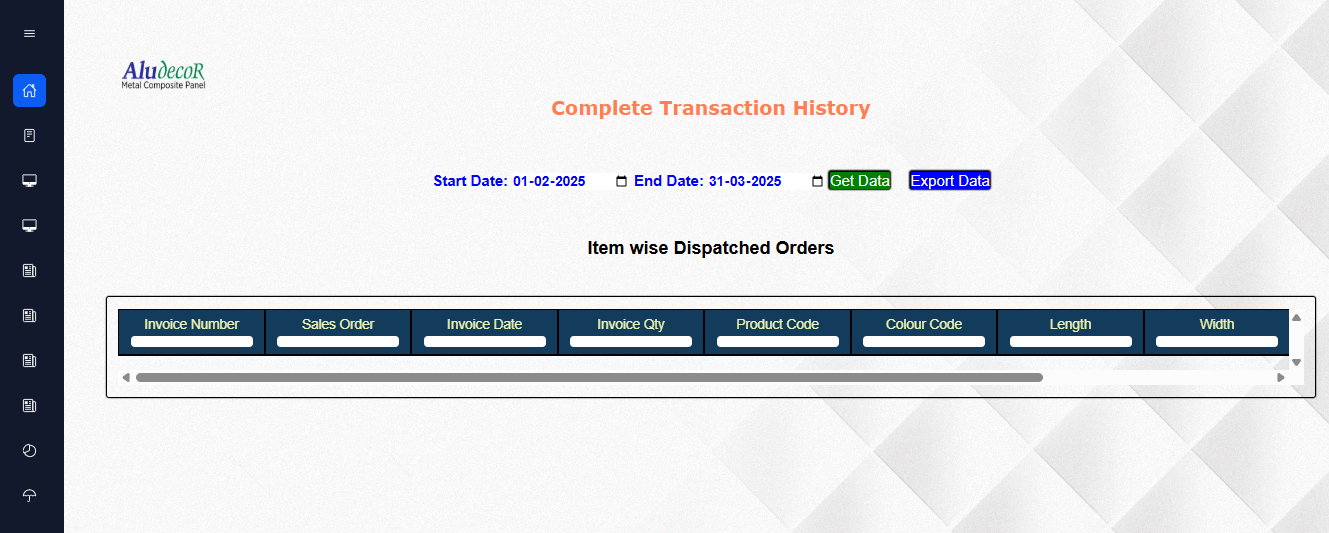 AludecoR
Metal Composite Panel
Complete Transaction History
Start Date: 01-02-2025 End Date: 31-03-2025 Get Data Export Data
Item wise Dispatched Orders
Invoice Number Sales Order Invoice Date Invoice Qty Product Code Colour Code Length Width